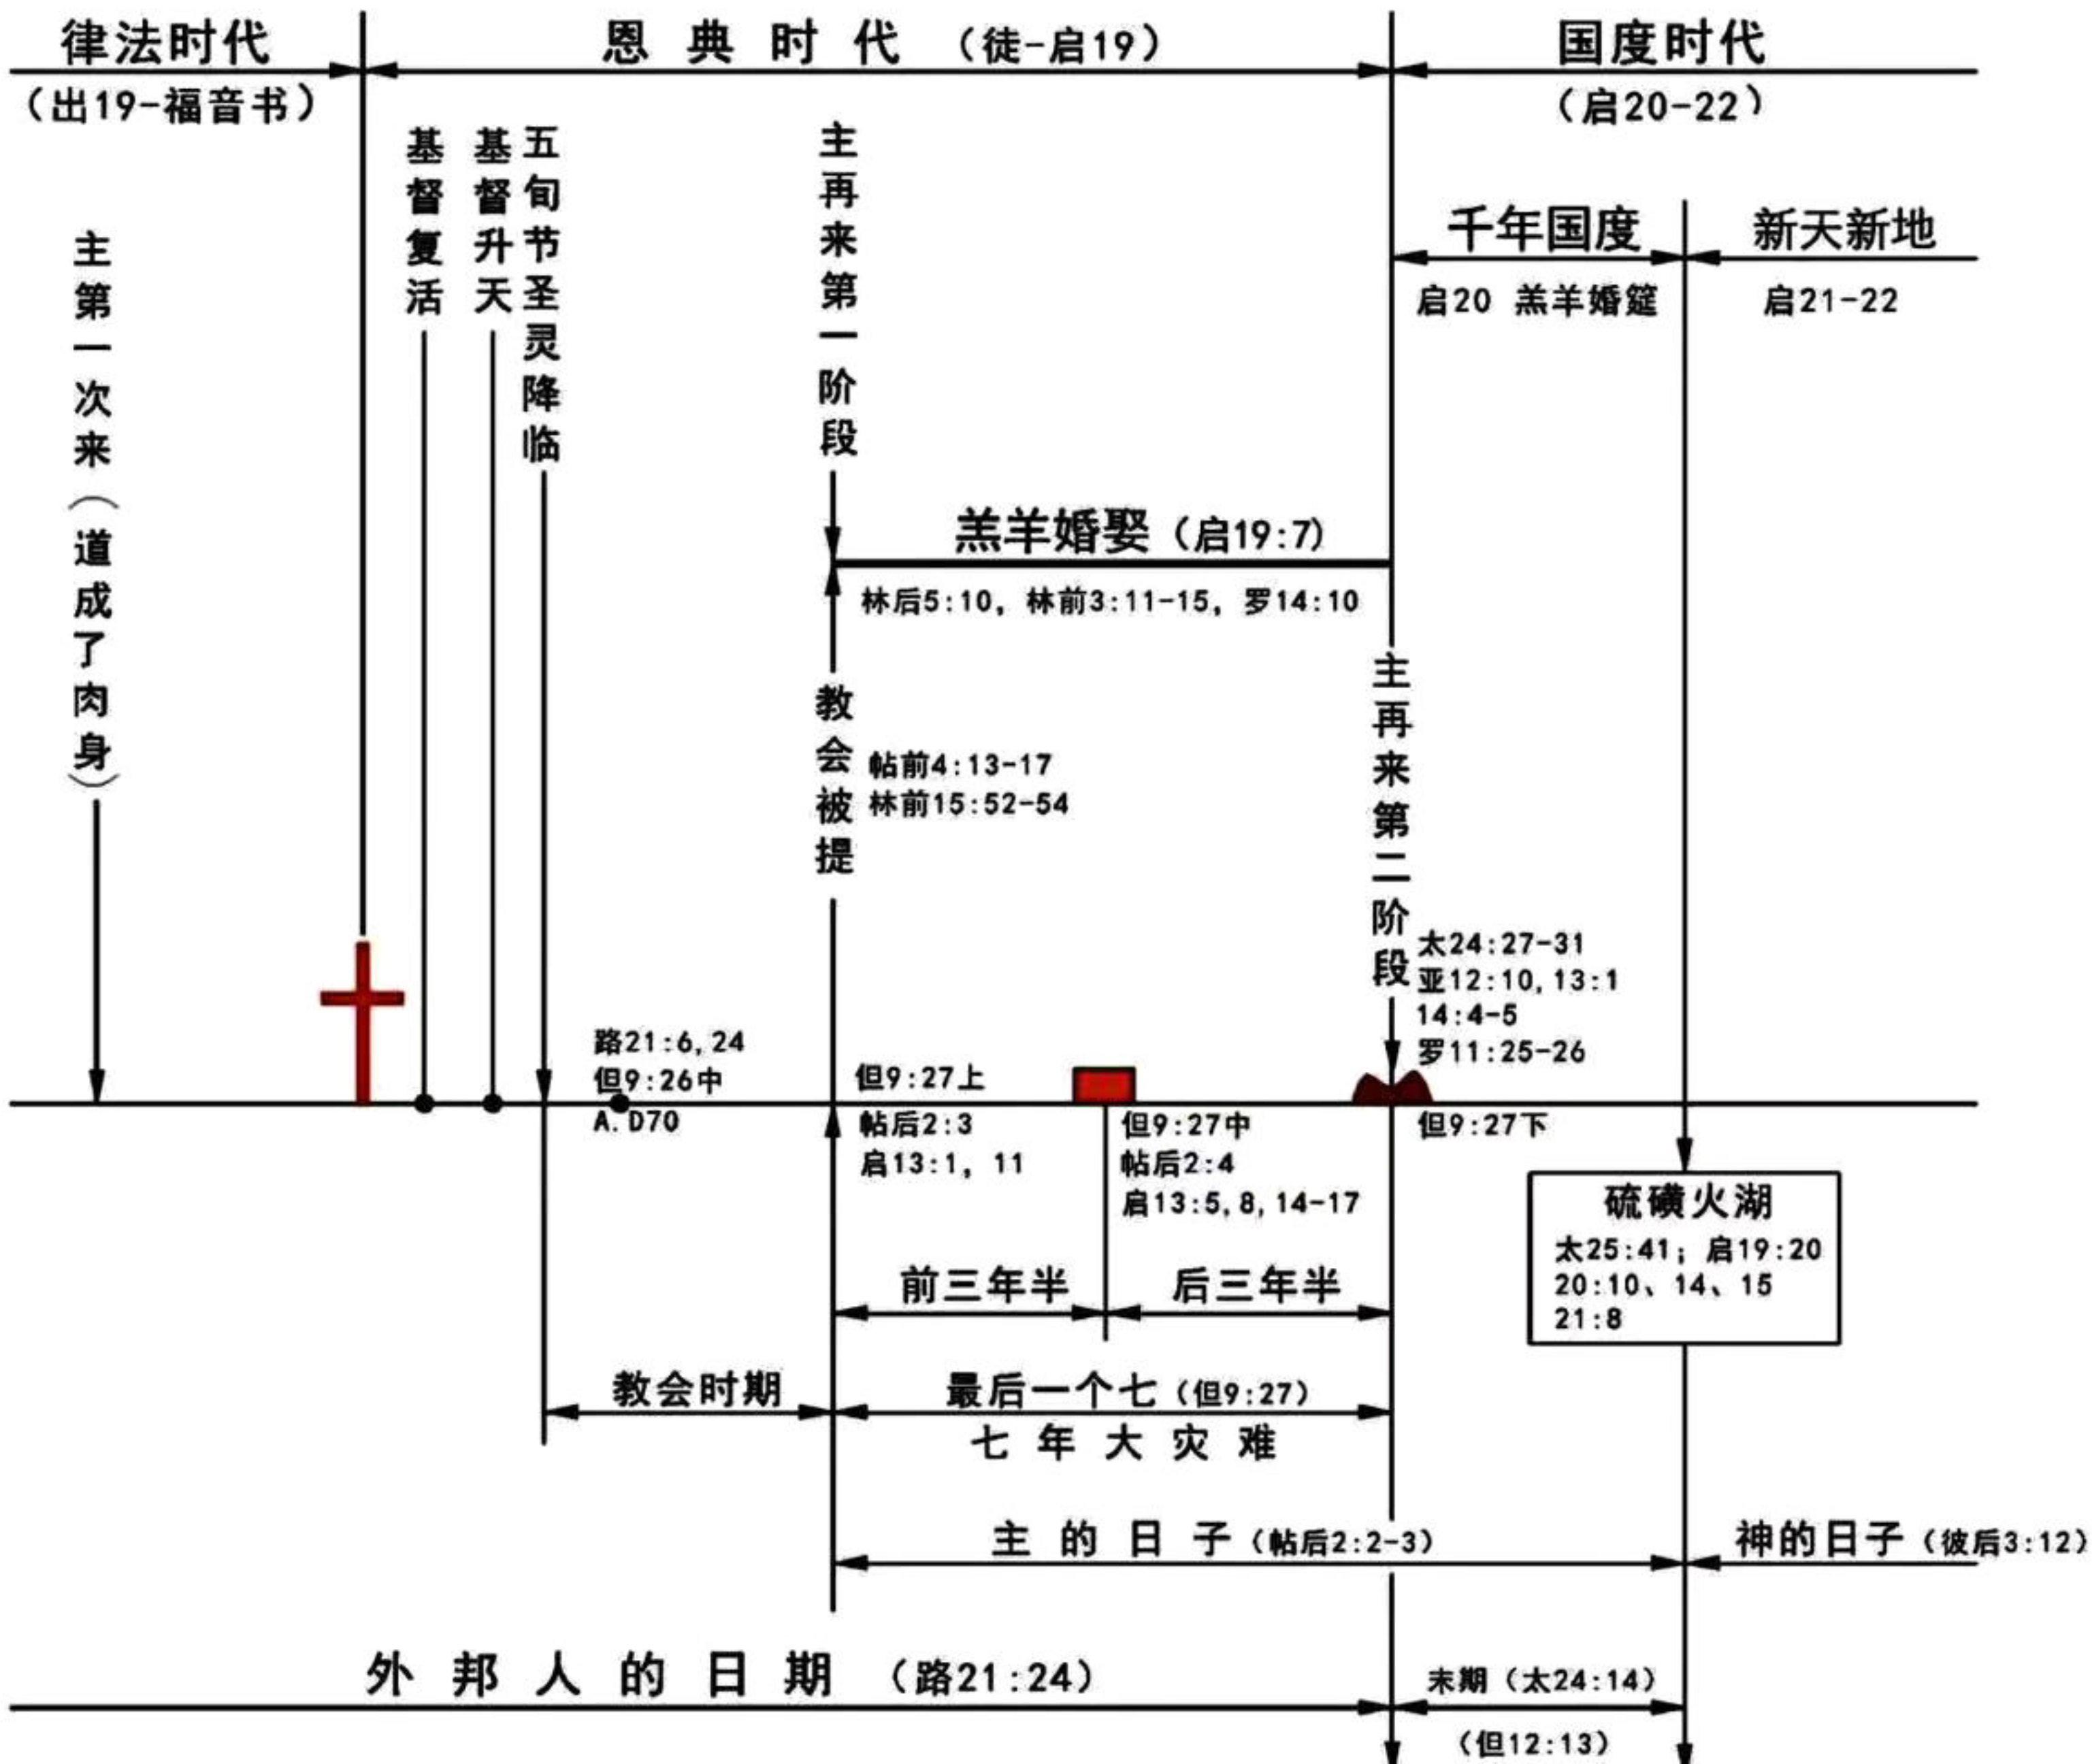 律法时代
恩典时代 （徒-启19）
国度时代
（出19-福音书）
（启20-22）
主第一次来（道成了肉身）
基督复活
基督升天
五旬节圣灵降临
主再来第一阶段
千年国度
新天新地
启20 羔羊婚筵
启21-22
羔羊婚娶（启19:7）
林后5:10，林前3:11-15，罗14:10
教会被提
帖前4:13-17
林前15:52-54
主再来第二阶段
太24:27-31
亚12:10,13:1
14:4-5
罗11:25-26
路21:6,24
但9:26中
A.D70
但9:27上
帖后2:3
启13:1，11
但9:27中
帖后2:4
启13:5,8,14-17
但9:27下
硫磺火湖
太25:41；启19:20
20:10、14、15
21:8
前三年半
后三年半
教会时期
最后一个七（但9:27）
七年大灾难
主的日子（帖后2:2-3）
神的日子（彼后3:12）
外邦人的日期 （路21:24）
末期（太24:14）
（但12:13）